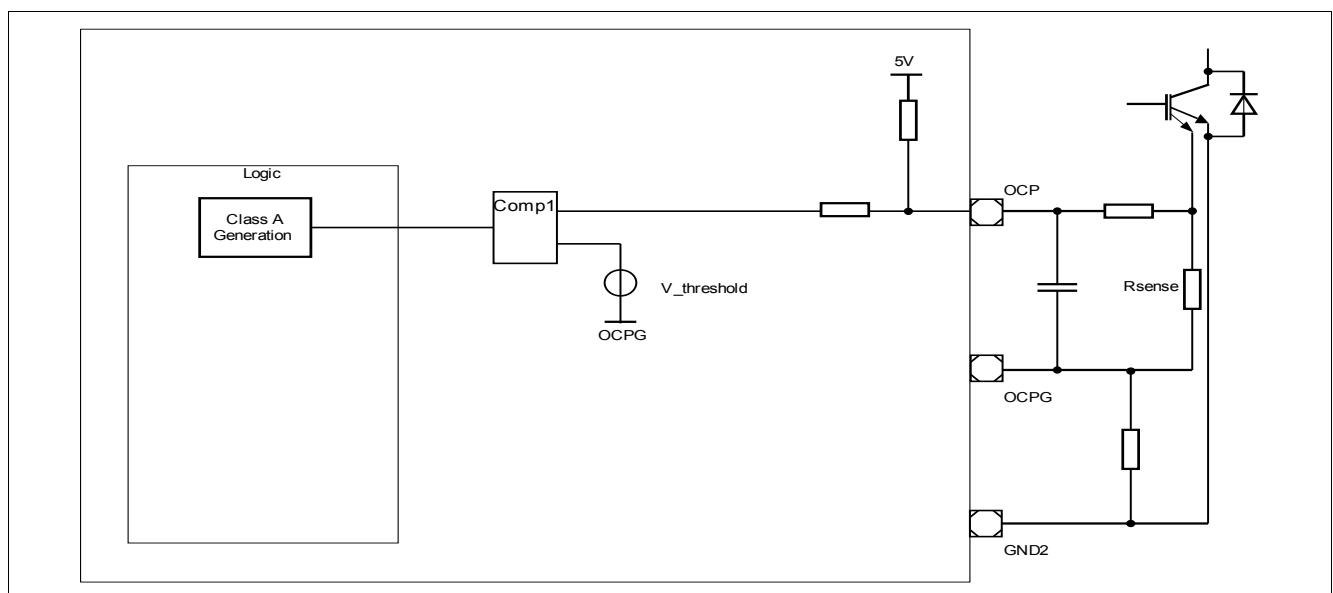 5V
Logic
OCP
Comp1
Class A
Generation
V_threshold
Rsense
OCPG
OCPG
GND2